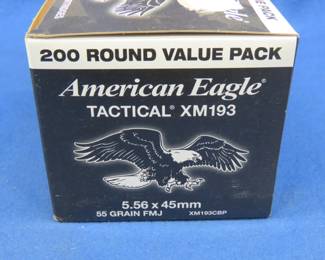 200 ROUND VALUE PACK
American Eagle®
TACTICAL® XM193
5.56 x 45mm
55 GRAIN FMJ XM193CBP